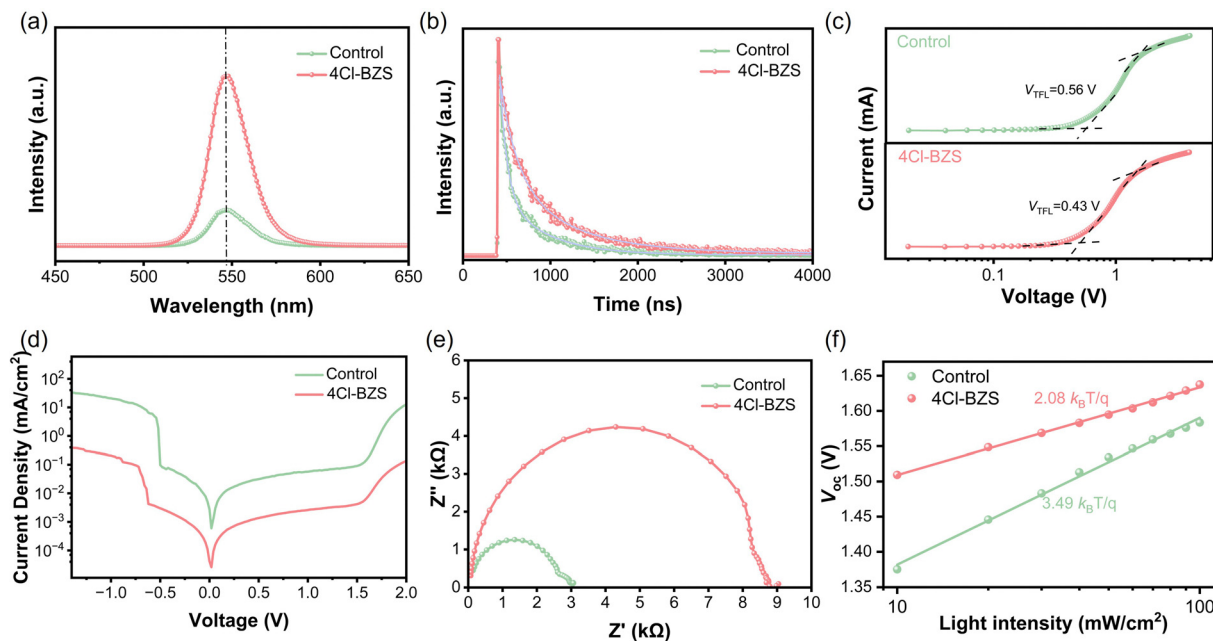 (a)
Control
4Cl-BZS
Intensity (a.u.)
450 500 550 600 650
Wavelength (nm)
(b)
Control
4Cl-BZS
Intensity (a.u.)
0 1000 2000 3000 4000
Time (ns)
(c)
Control
VTFL=0.56 V
4Cl-BZS
VTFL=0.43 V
Current (mA)
0.1 1
Voltage (V)
(d)
Control
4Cl-BZS
Current Density (mA/cm²)
10²
10¹
10⁰
10⁻¹
10⁻²
10⁻³
10⁻⁴
−1.0 −0.5 0.0 0.5 1.0 1.5 2.0
Voltage (V)
(e)
Control
4Cl-BZS
Z'' (kΩ)
6
5
4
3
2
1
0
0 1 2 3 4 5 6 7 8 9 10
Z' (kΩ)
(f)
Control
4Cl-BZS
2.08 kBT/q
3.49 kBT/q
Voc (V)
1.65
1.60
1.55
1.50
1.45
1.40
1.35
10 100
Light intensity (mW/cm²)